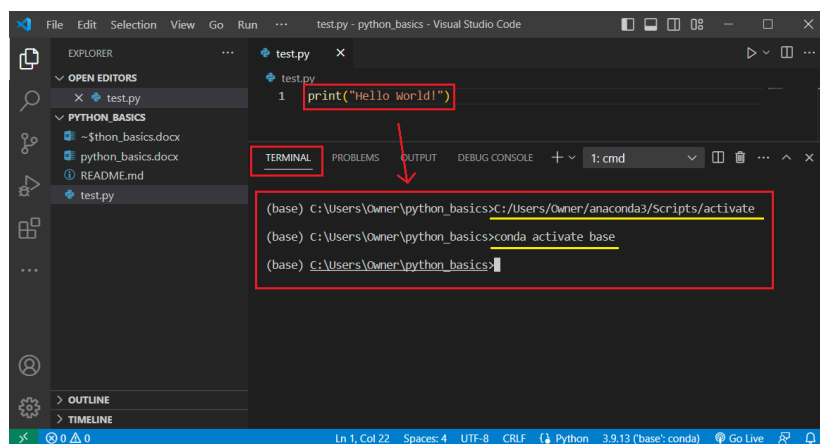 File Edit Selection View Go Run ··· test.py - python_basics - Visual Studio Code
EXPLORER ···
OPEN EDITORS
test.py
PYTHON_BASICS
~$thon_basics.docx
python_basics.docx
README.md
test.py
OUTLINE
TIMELINE
test.py
test.py
1 print("Hello World!")
TERMINAL PROBLEMS OUTPUT DEBUG CONSOLE 1: cmd
(base) C:\Users\Owner\python_basics>C:/Users/Owner/anaconda3/Scripts/activate
(base) C:\Users\Owner\python_basics>conda activate base
(base) C:\Users\Owner\python_basics>
0 0 Ln 1, Col 22 Spaces: 4 UTF-8 CRLF Python 3.9.13 ('base': conda) Go Live